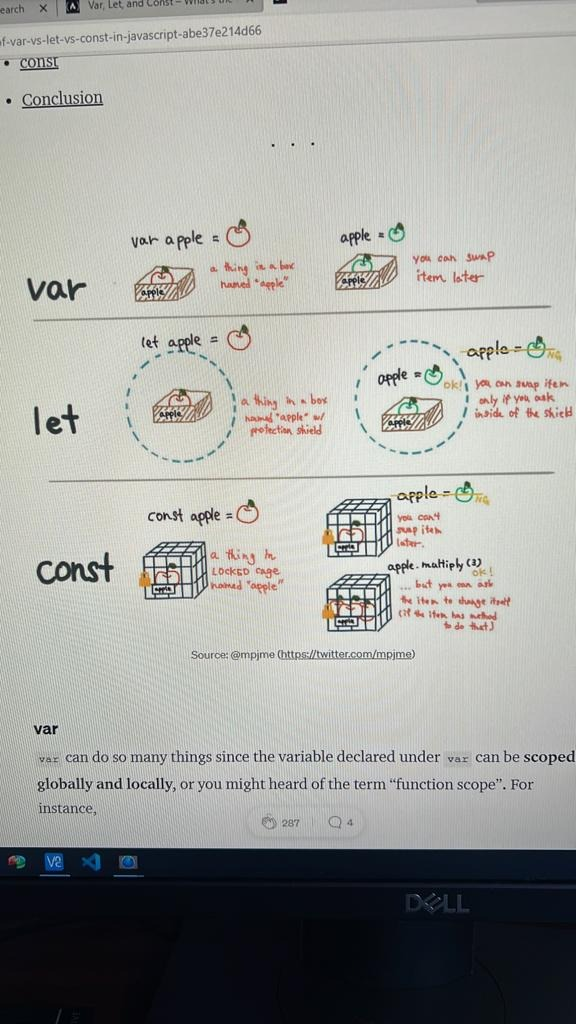 earch X Var, Let, and Const – What's the
f-var-vs-let-vs-const-in-javascript-abe37e214d66
• const
• Conclusion
. . .
var
var apple =
apple
a thing in a box
named "apple"
apple =
apple
you can swap
item later
let
let apple =
apple
a thing in a box
named "apple" w/
protection shield
apple = NG
apple = ok!
apple
you can swap item
only if you ask
inside of the shield
const
const apple =
apple
a thing in
LOCKED cage
named "apple"
apple = NG
apple
you can't
swap item
later.
apple.multiply(3)
ok!
apple
... but you can ask
the item to change itself
(if the item has method
to do that)
Source: @mpjme (https://twitter.com/mpjme)
var
var can do so many things since the variable declared under var can be scoped
globally and locally, or you might heard of the term “function scope”. For
instance,
287 4
V2
DELL